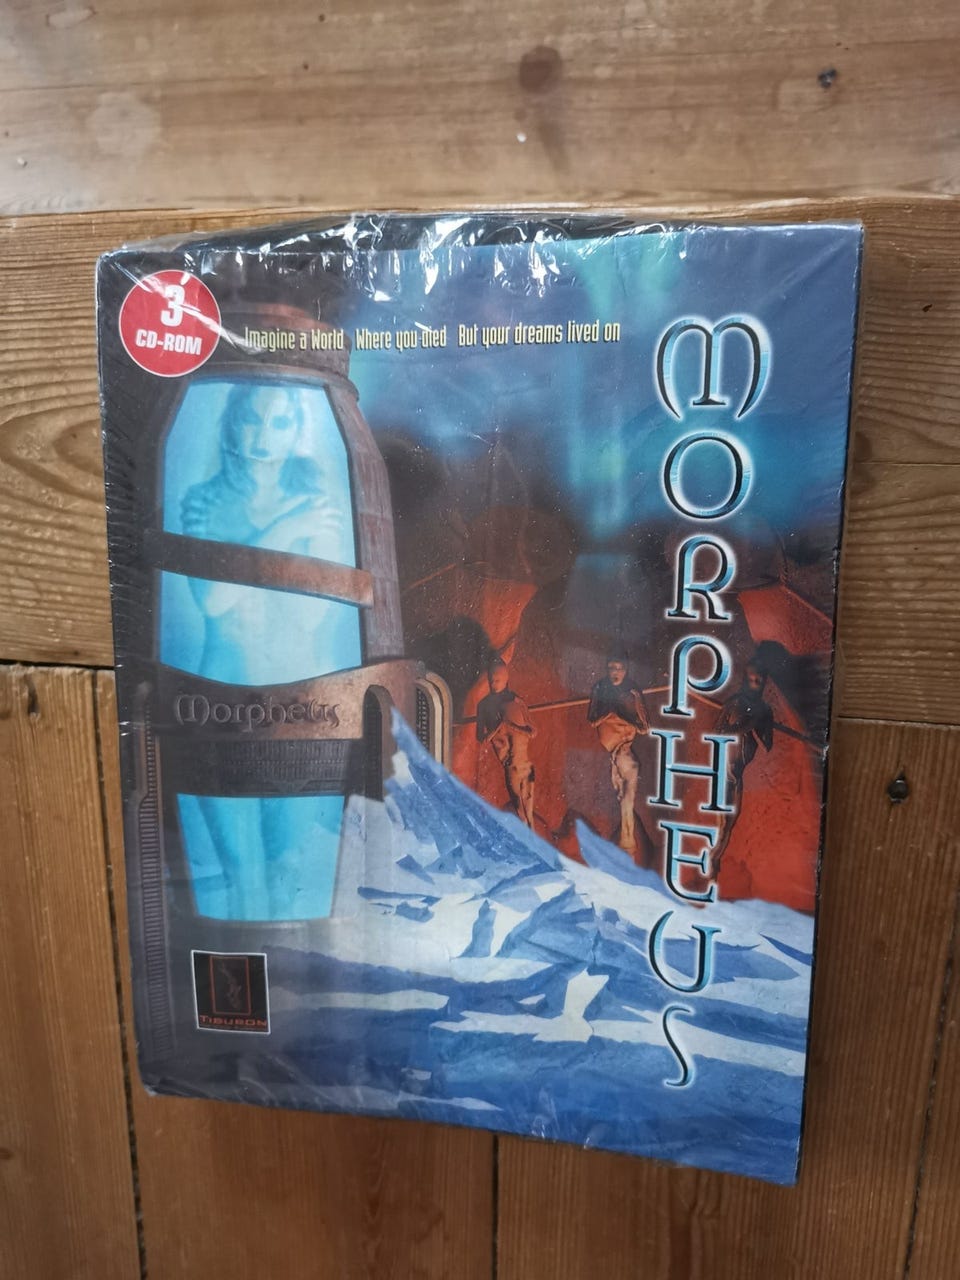 3
CD-ROM
Imagine a World Where you died But your dreams lived on
MORPHEUS
Morpheus
TIBURON